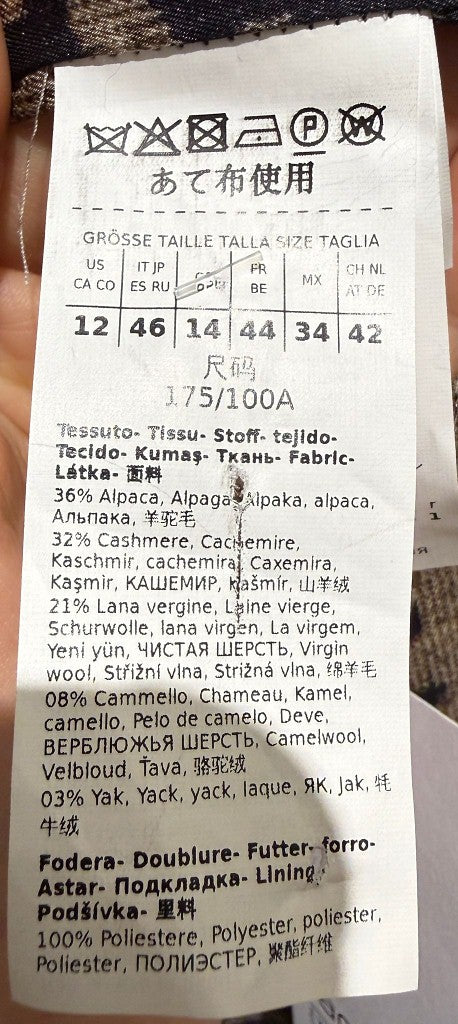 P W
あて布使用
GRÖSSE TAILLE TALLA SIZE TAGLIA
US IT JP FR MX CH NL
CA CO ES RU BE AT DE
12 46 14 44 34 42
尺码
175/100A
Tessuto- Tissu- Stoff- tejido-
Tecido- Kumaş- Ткань- Fabric-
Látka- 面料
36% Alpaca, Alpaga, Alpaka, alpaca,
Альпака, 羊驼毛
32% Cashmere, Cachemire,
Kaschmir, cachemira, Caxemira,
Kaşmir, КАШЕМИР, kašmír, 山羊绒
21% Lana vergine, Laine vierge,
Schurwolle, lana virgen, La virgem,
Yeni yün, ЧИСТАЯ ШЕРСТЬ, Virgin
wool, Střižní vlna, Strižná vlna, 绵羊毛
08% Cammello, Chameau, Kamel,
camello, Pelo de camelo, Deve,
ВЕРБЛЮЖЬЯ ШЕРСТЬ, Camelwool,
Velbloud, Ťava, 骆驼绒
03% Yak, Yack, yack, Iaque, ЯК, Jak, 牦
牛绒
Fodera- Doublure- Futter- forro-
Astar- Подкладка- Lining-
Podšívka- 里料
100% Poliestere, Polyester, poliester,
Poliester, ПОЛИЭСТЕР, 聚酯纤维